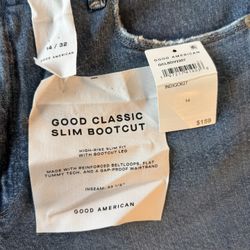 14 / 32
GOOD AMERICAN
GOOD AMERICAN
INDIGO827
14
$159
GOOD CLASSIC
SLIM BOOTCUT
HIGH-RISE SLIM FIT
WITH BOOTCUT LEG
MADE WITH REINFORCED BELTLOOPS, FLAT
TUMMY TECH, AND A GAP-PROOF WAISTBAND
GOOD AMERICAN